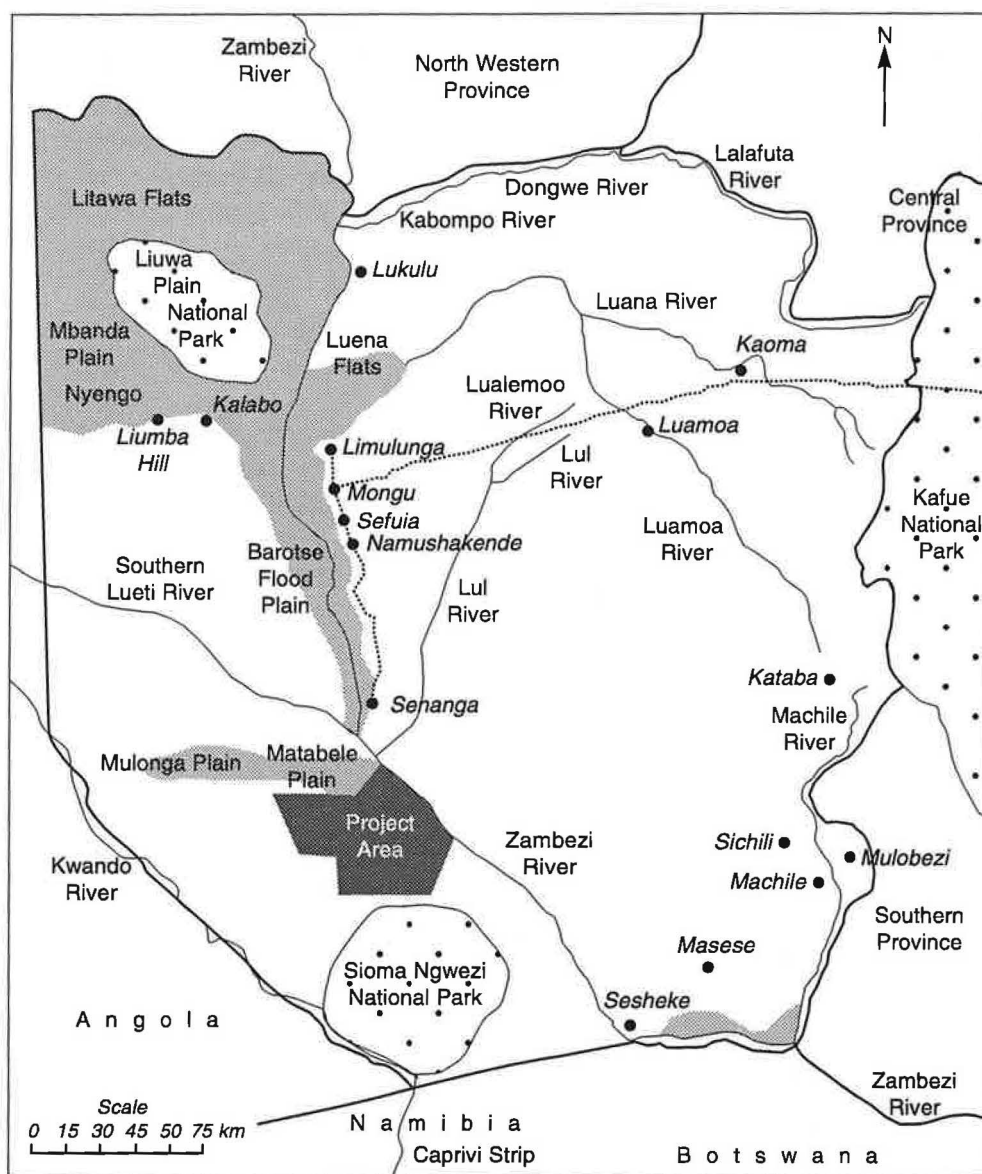 Zambezi
River
North Western
Province
N
Lalafuta
River
Dongwe River
Kabompo River
Central
Province
Litawa Flats
Liuwa
Plain
National
Park
Lukulu
Luana River
Mbanda
Plain
Luena
Flats
Kaoma
Nyengo
Kalabo
Lualemoo
River
Liumba
Hill
Limulunga
Luamoa
Lul
River
Mongu
Sefuia
Namushakende
Kafue
National
Park
Luamoa
River
Southern
Lueti River
Barotse
Flood
Plain
Lul
River
Kataba
Senanga
Machile
River
Mulonga Plain
Matabele
Plain
Project
Area
Zambezi
River
Sichili
Mulobezi
Kwando
River
Machile
Southern
Province
Masese
Sioma Ngwezi
National Park
Sesheke
Angola
Zambezi
River
Scale
0 15 30 45 60 75 km
Namibia
Caprivi Strip
Botswana